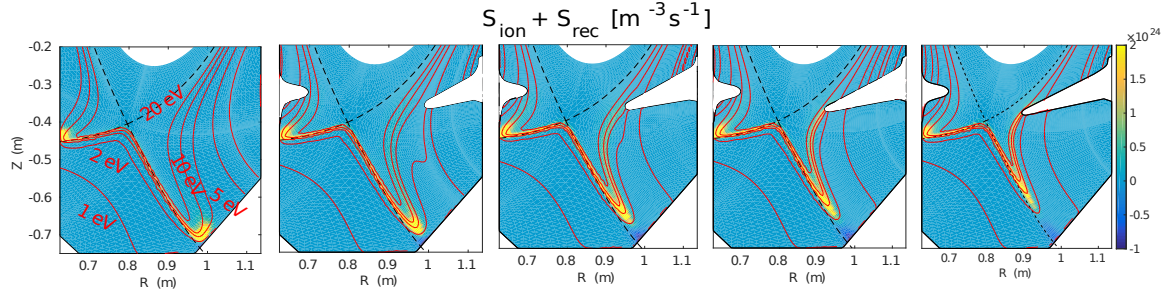 S_ion + S_rec [m^-3 s^-1]
×10^24
-0.2
-0.3
-0.4
-0.5
-0.6
-0.7
Z (m)
20 eV
2 eV
10 eV
5 eV
1 eV
2
1.5
1
0.5
0
-0.5
-1
0.7 0.8 0.9 1 1.1
R (m)
0.7 0.8 0.9 1 1.1
R (m)
0.7 0.8 0.9 1 1.1
R (m)
0.7 0.8 0.9 1 1.1
R (m)
0.7 0.8 0.9 1 1.1
R (m)